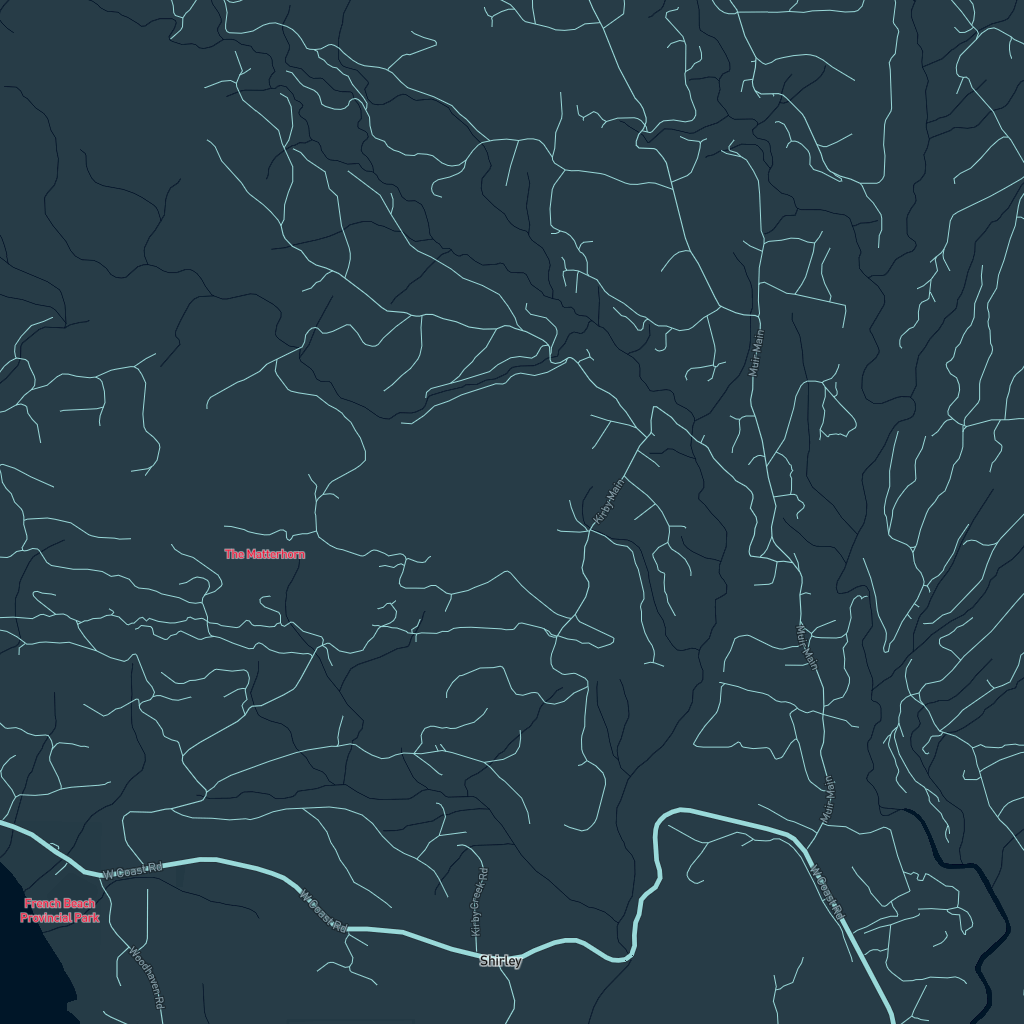 Muir-Main
Kirby-Main
The Matterhorn
Muir-Main
Muir-Main
W Coast Rd
W Coast Rd
W Coast Rd
Kirby Creek Rd
French Beach
Provincial Park
Shirley
Woodhaven Rd